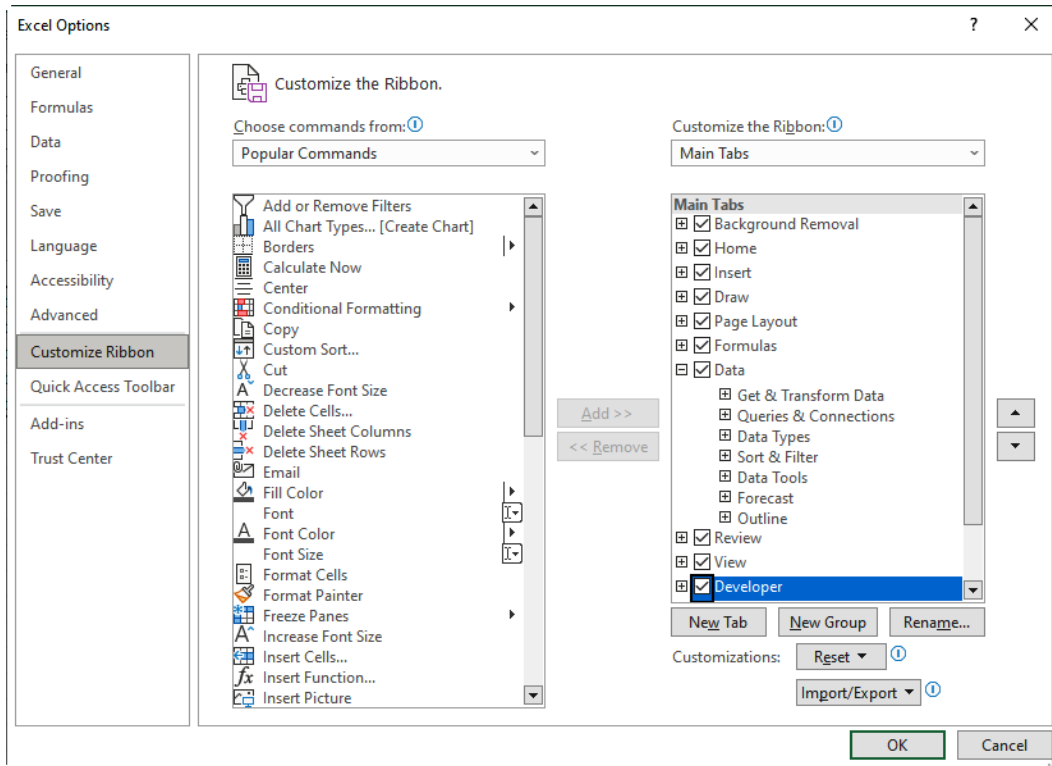 Excel Options
?
General
Formulas
Data
Proofing
Save
Language
Accessibility
Advanced
Customize Ribbon
Quick Access Toolbar
Add-ins
Trust Center
Customize the Ribbon.
Choose commands from:
Popular Commands
Add or Remove Filters
All Chart Types... [Create Chart]
Borders
Calculate Now
Center
Conditional Formatting
Copy
Custom Sort...
Cut
Decrease Font Size
Delete Cells...
Delete Sheet Columns
Delete Sheet Rows
Email
Fill Color
Font
Font Color
Font Size
Format Cells
Format Painter
Freeze Panes
Increase Font Size
Insert Cells...
Insert Function...
Insert Picture
Add >>
<< Remove
Customize the Ribbon:
Main Tabs
Main Tabs
Background Removal
Home
Insert
Draw
Page Layout
Formulas
Data
Get & Transform Data
Queries & Connections
Data Types
Sort & Filter
Data Tools
Forecast
Outline
Review
View
Developer
New Tab
New Group
Rename...
Customizations:
Reset
Import/Export
OK
Cancel